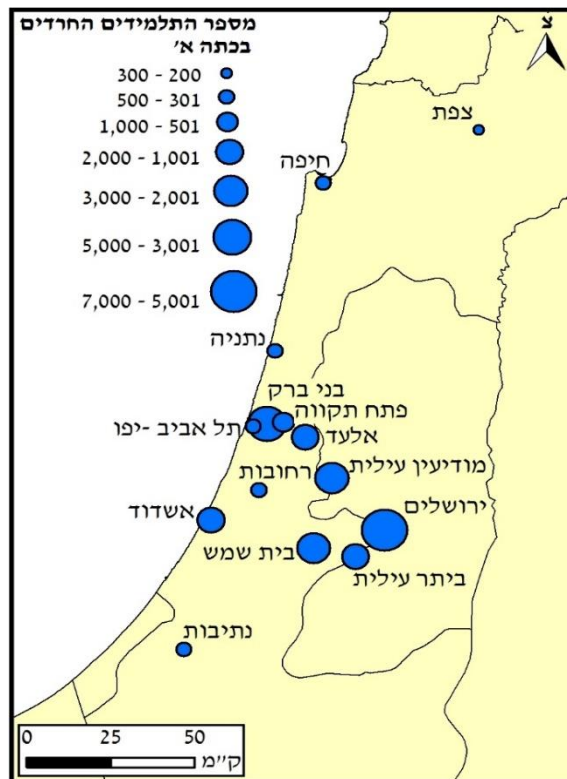 מספר התלמידים החרדים
בכתה א'
300 - 200
500 - 301
1,000 - 501
2,000 - 1,001
3,000 - 2,001
5,000 - 3,001
7,000 - 5,001
צ
צפת
חיפה
נתניה
בני ברק
פתח תקווה
תל אביב -יפו
אלעד
מודיעין עילית
רחובות
ירושלים
אשדוד
בית שמש
ביתר עילית
נתיבות
0 25 50
ק"מ